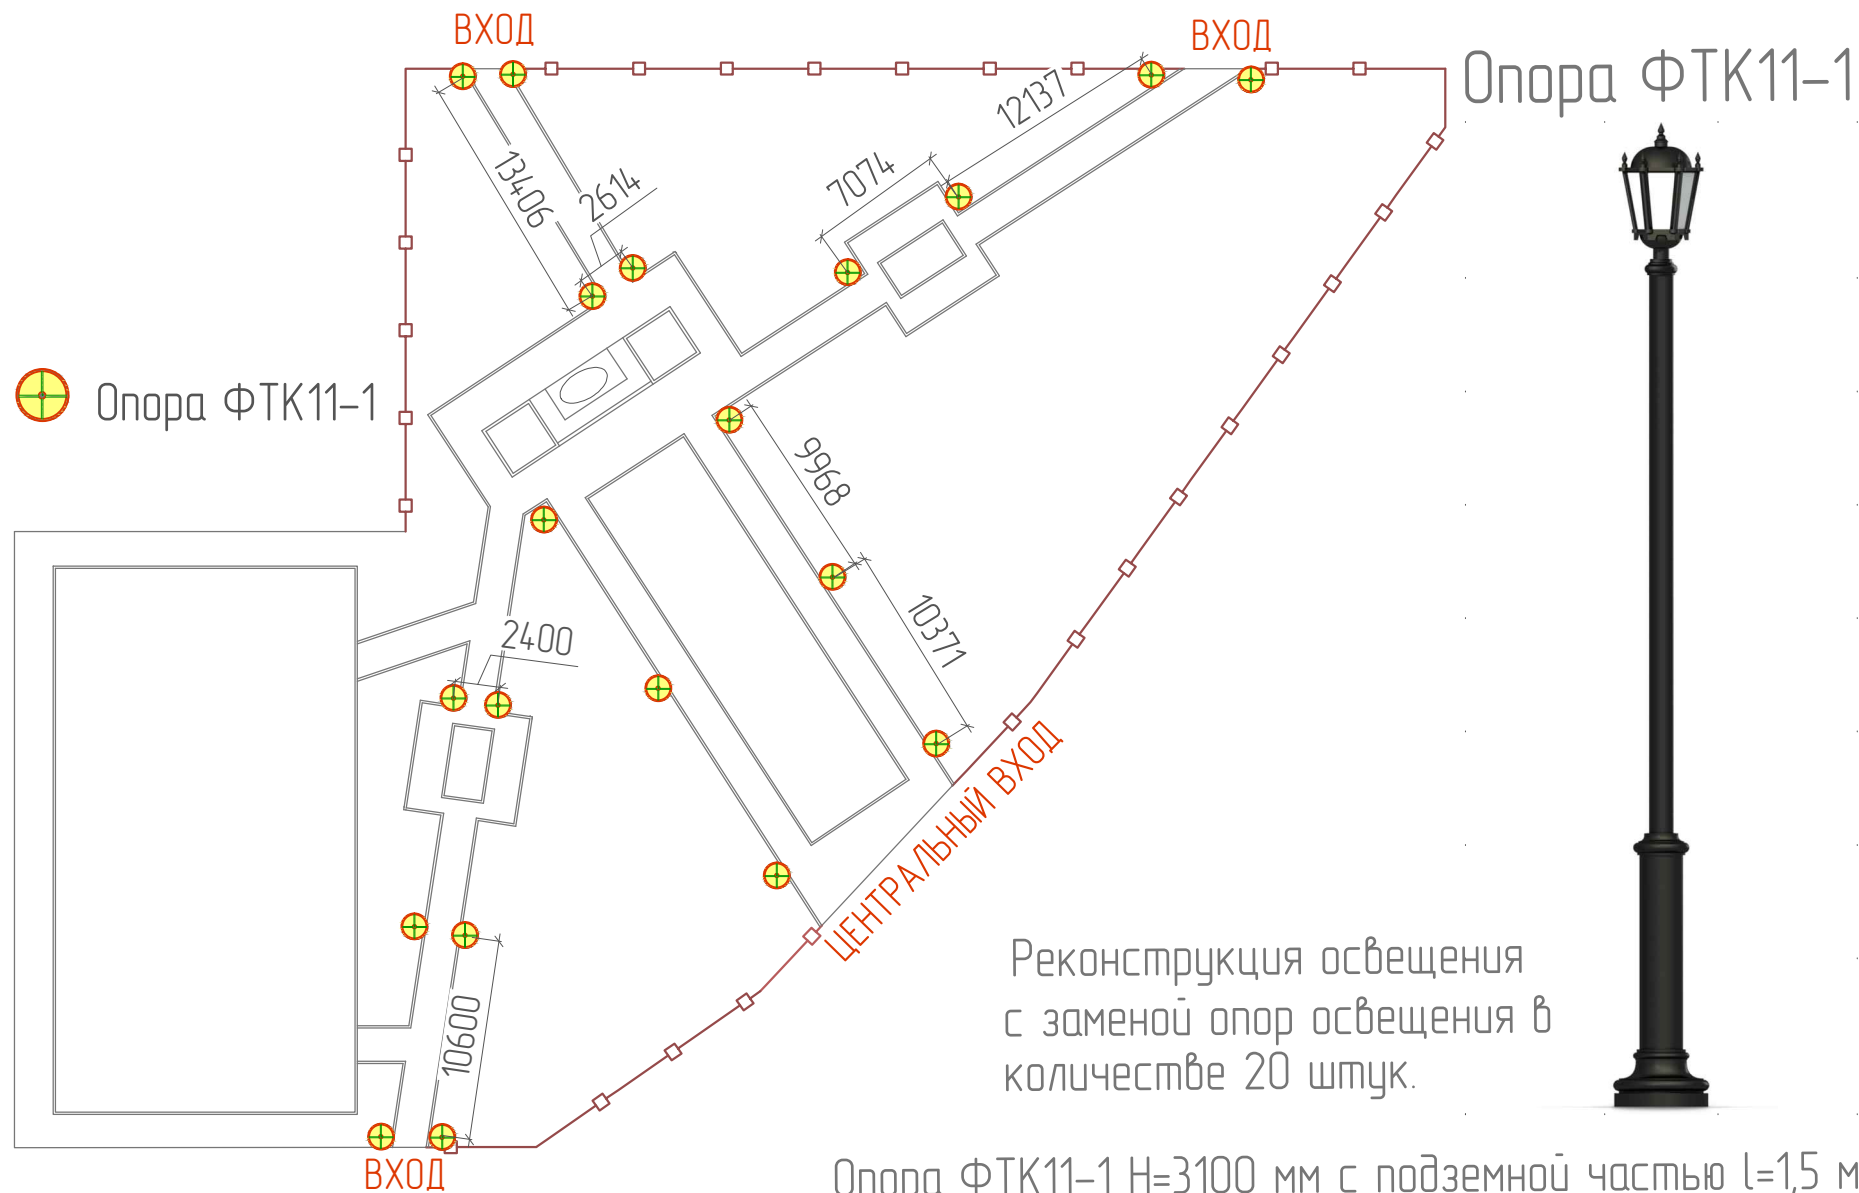 ВХОД
ВХОД
Опора ФТК11-1
12137
7074
13406
2614
Опора ФТК11-1
9968
10371
2400
ЦЕНТРАЛЬНЫЙ ВХОД
10600
Реконструкция освещения
с заменой опор освещения в
количестве 20 штук.
ВХОД
Опора ФТК11-1 Н=3100 мм с подземной частью l=1,5 м